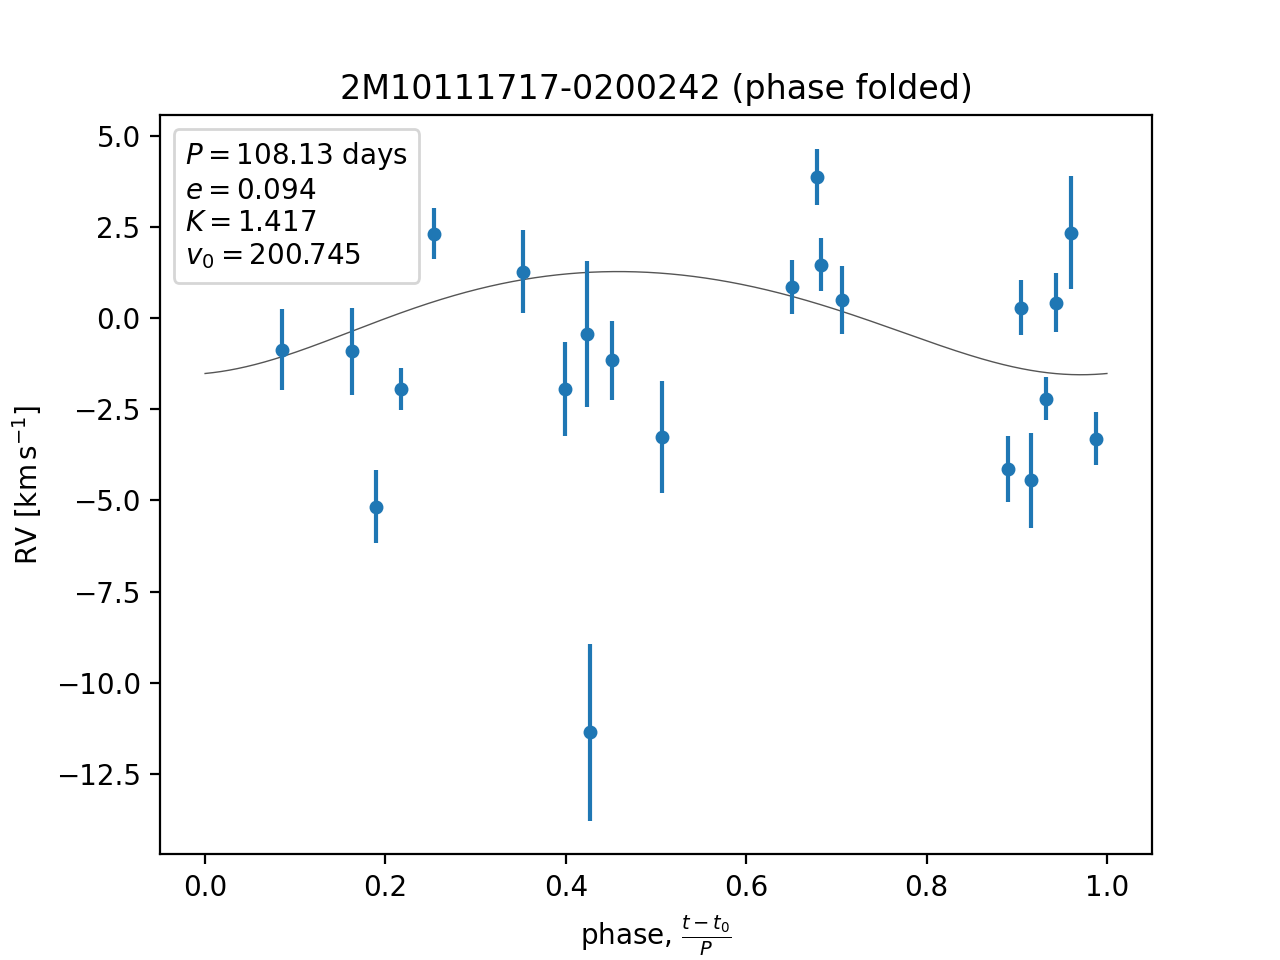 2M10111717-0200242 (phase folded)
P = 108.13 days
e = 0.094
K = 1.417
v₀ = 200.745
5.0
2.5
0.0
−2.5
−5.0
−7.5
−10.0
−12.5
RV [km s⁻¹]
0.0 0.2 0.4 0.6 0.8 1.0
phase, (t − t₀)/P